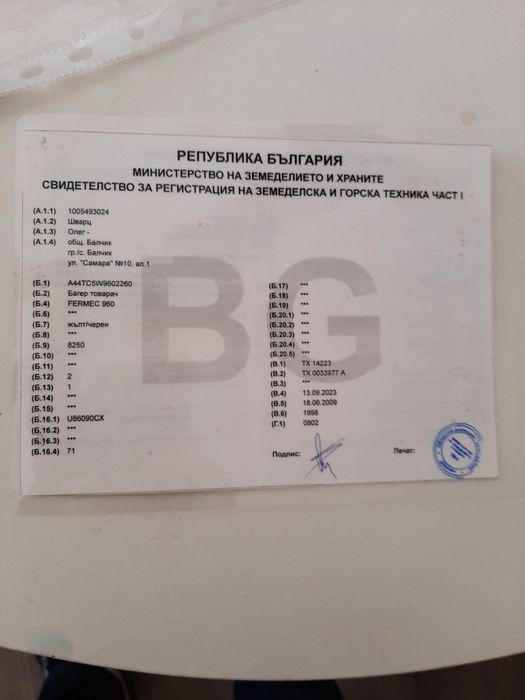 РЕПУБЛИКА БЪЛГАРИЯ
МИНИСТЕРСТВО НА ЗЕМЕДЕЛИЕТО И ХРАНИТЕ
СВИДЕТЕЛСТВО ЗА РЕГИСТРАЦИЯ НА ЗЕМЕДЕЛСКА И ГОРСКА ТЕХНИКА ЧАСТ I
(А.1.1) 1005493024
(А.1.2) Шварц
(А.1.3) Олег -
(А.1.4) общ. Балчик
гр./с. Балчик
ул. "Самара" №10, ап.1
BG
(Б.1) A44TC5W9602260
(Б.2) Багер товарач
(Б.4) FERMEC 960
(Б.6) ***
(Б.7) жълт/черен
(Б.8) ***
(Б.9) 8250
(Б.10) ***
(Б.11) ***
(Б.12) 2
(Б.13) 1
(Б.14) ***
(Б.15) ***
(Б.16.1) U86090CX
(Б.16.2) ***
(Б.16.3) ***
(Б.16.4) 71
(Б.17) ***
(Б.18) ***
(Б.19) ***
(Б.20.1) ***
(Б.20.2) ***
(Б.20.3) ***
(Б.20.4) ***
(Б.20.5) ***
(В.1) ТХ 14223
(В.2) ТХ 0033977 А
(В.3) ***
(В.4) 13.09.2023
(В.5) 18.06.2009
(В.6) 1998
(Г.1) 0802
Подпис:
Печат: